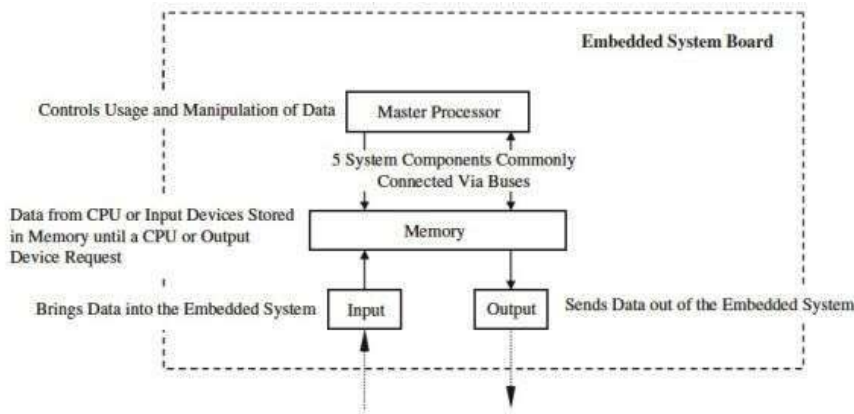 Embedded System Board
Controls Usage and Manipulation of Data
Master Processor
5 System Components Commonly
Connected Via Buses
Data from CPU or Input Devices Stored
in Memory until a CPU or Output
Device Request
Memory
Brings Data into the Embedded System
Input
Output
Sends Data out of the Embedded System